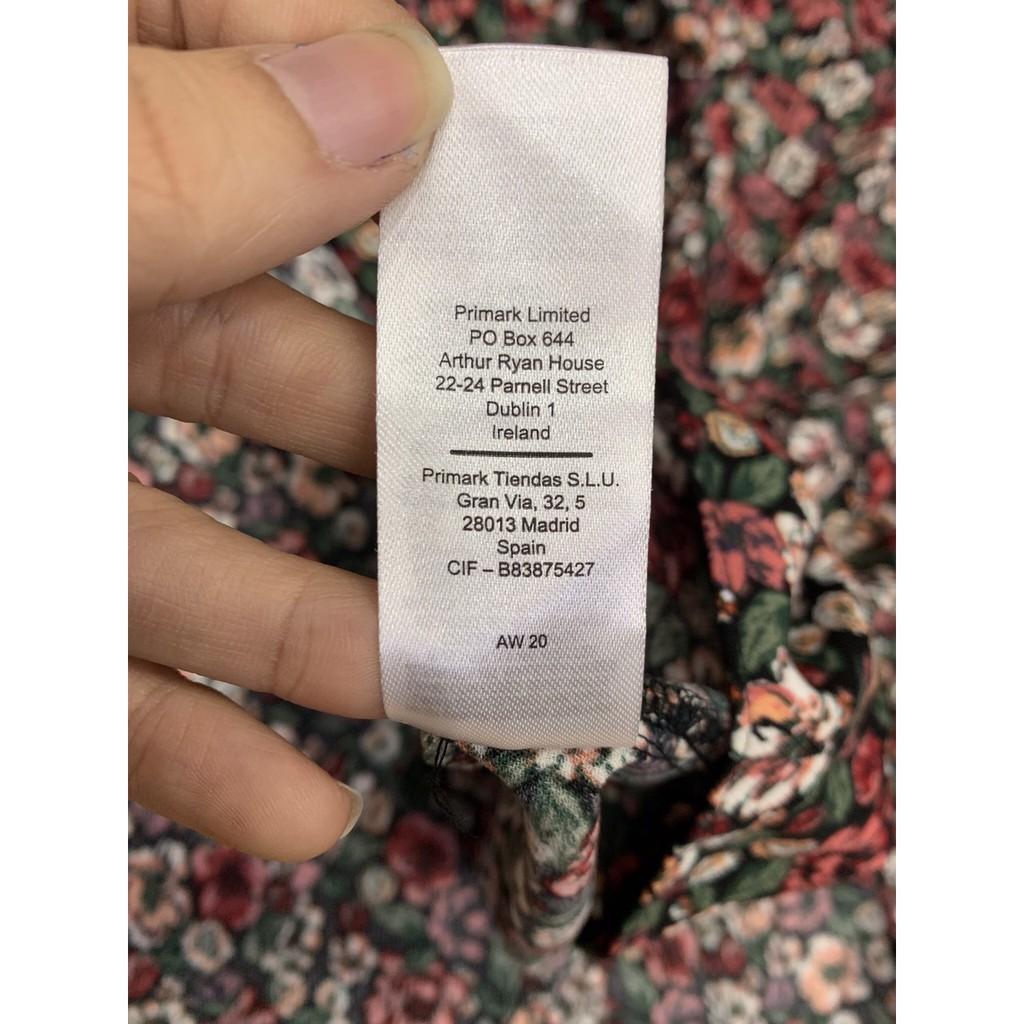 Primark Limited
PO Box 644
Arthur Ryan House
22-24 Parnell Street
Dublin 1
Ireland
Primark Tiendas S.L.U.
Gran Via, 32, 5
28013 Madrid
Spain
CIF – B83875427
AW 20